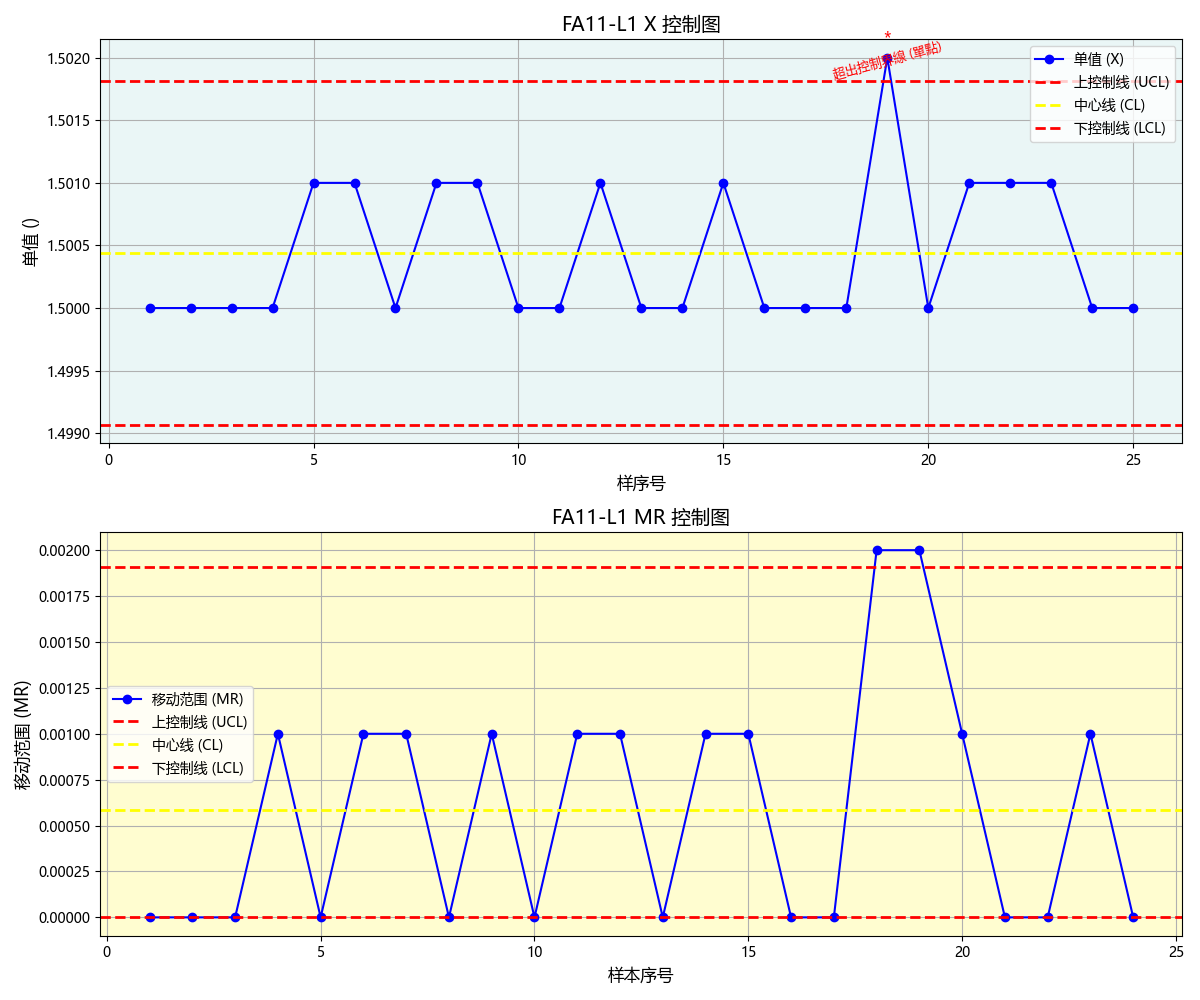 FA11-L1 X 控制图
*
超出控制界線 (單點)
单值 (X)
上控制线 (UCL)
中心线 (CL)
下控制线 (LCL)
1.5020
1.5015
1.5010
1.5005
1.5000
1.4995
1.4990
单值 ()
0 5 10 15 20 25
样序号
FA11-L1 MR 控制图
0.00200
0.00175
0.00150
0.00125
0.00100
0.00075
0.00050
0.00025
0.00000
移动范围 (MR)
移动范围 (MR)
上控制线 (UCL)
中心线 (CL)
下控制线 (LCL)
0 5 10 15 20 25
样本序号